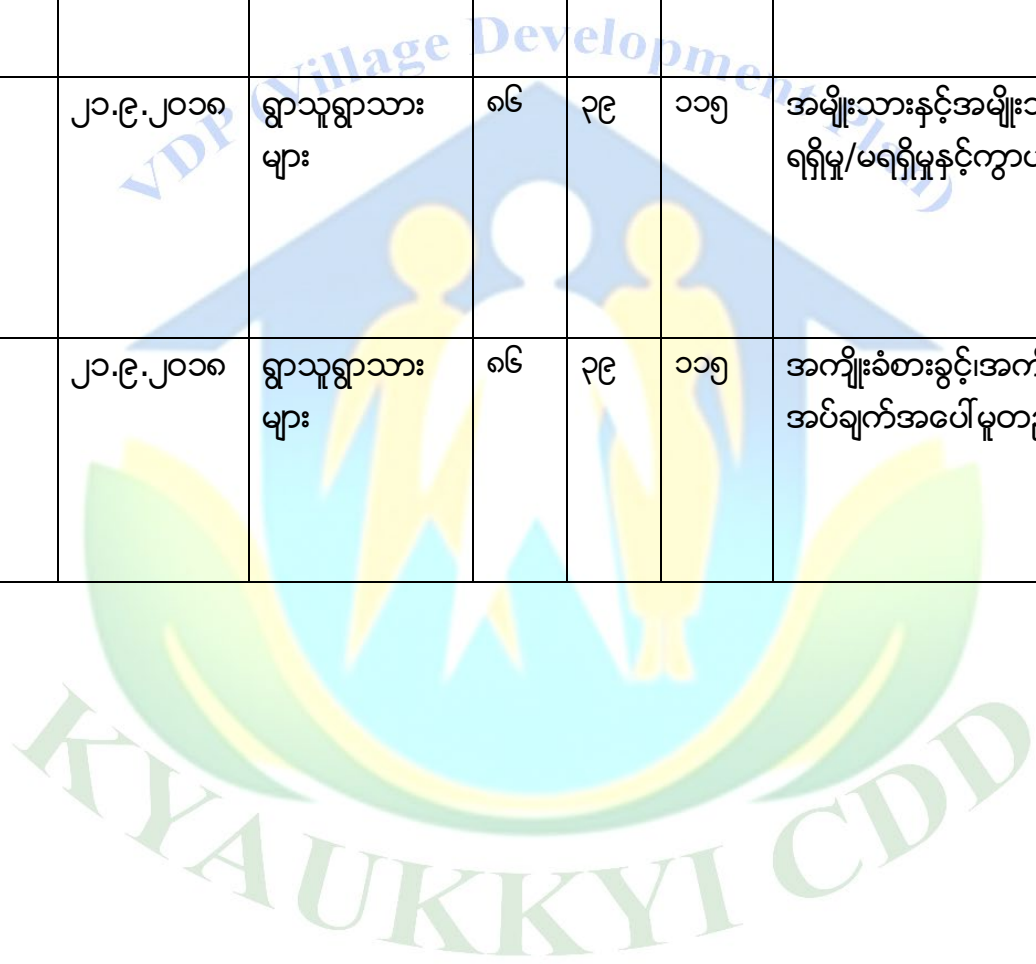 VDP (Village Development Plan)
၂၁.၉.၂၀၁၈ ရွာသူရွာသား ၈၆ ၃၉ ၁၁၅ အမျိုးသားနှင့်အမျိုးသ
များ ရရှိမှု/မရရှိမှုနှင့်ကွာ
၂၁.၉.၂၀၁၈ ရွာသူရွာသား ၈၆ ၃၉ ၁၁၅ အကျိုးခံစားခွင့်၊အက
များ အပ်ချက်အပေါ်မူတည
KYAUKKYI CDD